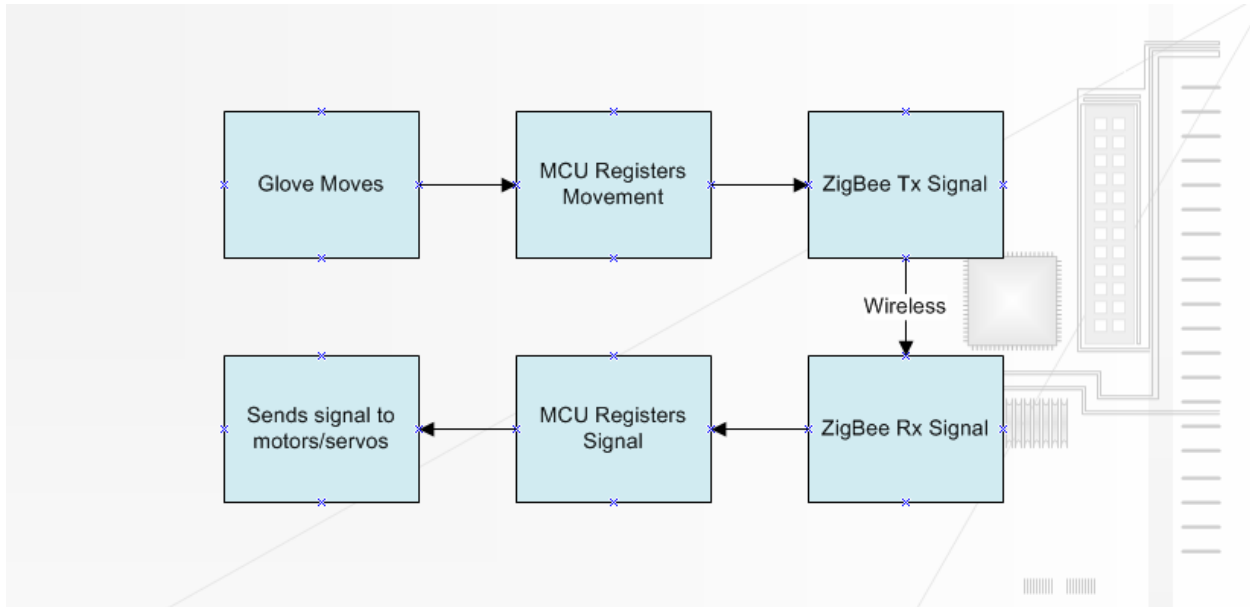 Glove Moves
MCU Registers
Movement
ZigBee Tx Signal
Wireless
ZigBee Rx Signal
MCU Registers
Signal
Sends signal to
motors/servos